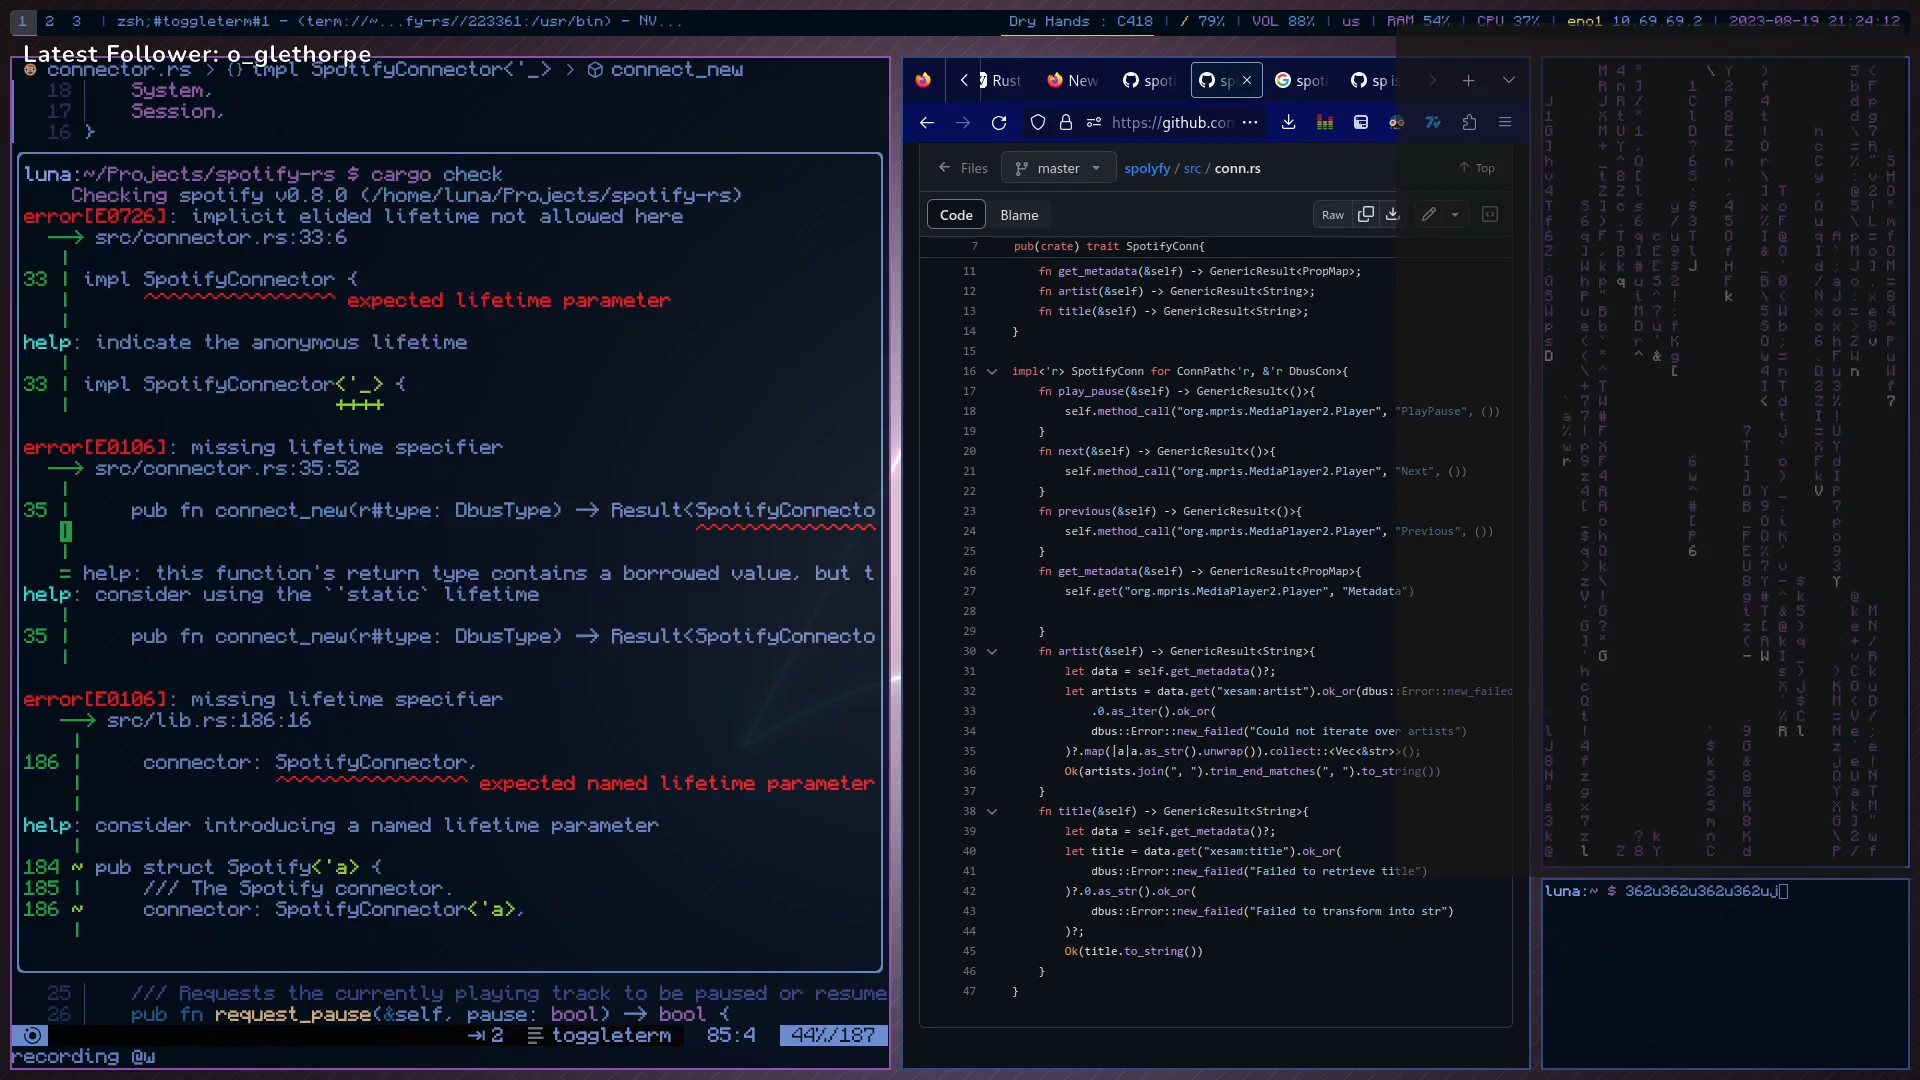 1 2 3 | zsh;#toggleterm#1 - (term://~...fy-rs//223361:/usr/bin) - NV...
Dry Hands : C418 | / 79% | VOL 88% | us | RAM 54% | CPU 37% | eno1 10.69.69.2 | 2023-08-19 21:24:12
Latest Follower: o_glethorpe
connector.rs > {} impl SpotifyConnector<'_> > connect_new
18 System,
17 Session,
16 }
luna:~/Projects/spotify-rs $ cargo check
Checking spotify v0.8.0 (/home/luna/Projects/spotify-rs)
error[E0726]: implicit elided lifetime not allowed here
--> src/connector.rs:33:6
|
33 | impl SpotifyConnector {
| expected lifetime parameter
|
help: indicate the anonymous lifetime
|
33 | impl SpotifyConnector<'_> {
| ++++
error[E0106]: missing lifetime specifier
--> src/connector.rs:35:52
|
35 | pub fn connect_new(r#type: DbusType) -> Result<SpotifyConnecto
|
|
= help: this function's return type contains a borrowed value, but t
help: consider using the `'static` lifetime
|
35 | pub fn connect_new(r#type: DbusType) -> Result<SpotifyConnecto
|
error[E0106]: missing lifetime specifier
--> src/lib.rs:186:16
|
186 | connector: SpotifyConnector,
| expected named lifetime parameter
|
help: consider introducing a named lifetime parameter
|
184 ~ pub struct Spotify<'a> {
185 | /// The Spotify connector.
186 ~ connector: SpotifyConnector<'a>,
|
25 /// Requests the currently playing track to be paused or resume
26 pub fn request_pause(&self, pause: bool) -> bool {
2 toggleterm 85:4 44%/187
recording @w
Rust New spoti sp spoti sp is
https://github.com ...
Files master spolyfy / src / conn.rs Top
Code Blame Raw
7 pub(crate) trait SpotifyConn{
11 fn get_metadata(&self) -> GenericResult<PropMap>;
12 fn artist(&self) -> GenericResult<String>;
13 fn title(&self) -> GenericResult<String>;
14 }
15
16 impl<'r> SpotifyConn for ConnPath<'r, &'r DbusCon>{
17 fn play_pause(&self) -> GenericResult<()>{
18 self.method_call("org.mpris.MediaPlayer2.Player", "PlayPause", ())
19 }
20 fn next(&self) -> GenericResult<()>{
21 self.method_call("org.mpris.MediaPlayer2.Player", "Next", ())
22 }
23 fn previous(&self) -> GenericResult<()>{
24 self.method_call("org.mpris.MediaPlayer2.Player", "Previous", ())
25 }
26 fn get_metadata(&self) -> GenericResult<PropMap>{
27 self.get("org.mpris.MediaPlayer2.Player", "Metadata")
28
29 }
30 fn artist(&self) -> GenericResult<String>{
31 let data = self.get_metadata()?;
32 let artists = data.get("xesam:artist").ok_or(dbus::Error::new_failed
33 .0.as_iter().ok_or(
34 dbus::Error::new_failed("Could not iterate over artists")
35 )?.map(|a|a.as_str().unwrap()).collect::<Vec<&str>>();
36 Ok(artists.join(", ").trim_end_matches(", ").to_string())
37 }
38 fn title(&self) -> GenericResult<String>{
39 let data = self.get_metadata()?;
40 let title = data.get("xesam:title").ok_or(
41 dbus::Error::new_failed("Failed to retrieve title")
42 )?.0.as_str().ok_or(
43 dbus::Error::new_failed("Failed to transform into str")
44 )?;
45 Ok(title.to_string())
46 }
47 }
luna:~ $ 362u362u362u362uj